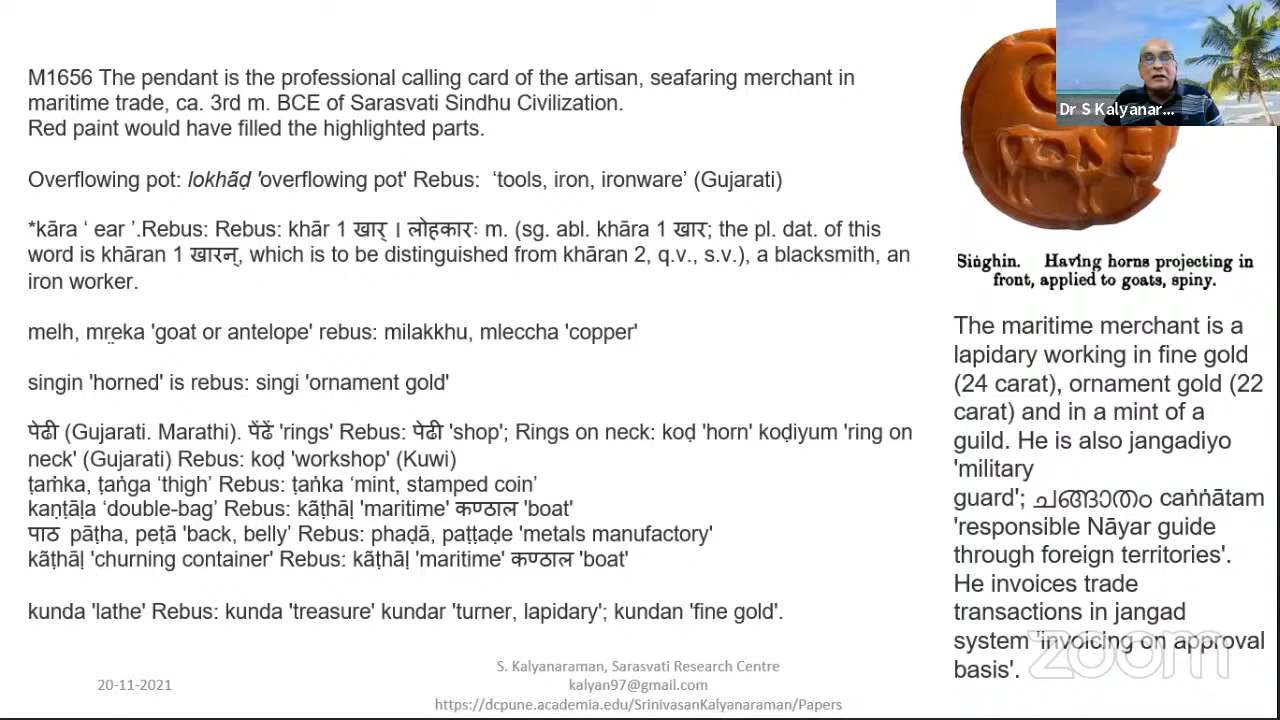 M1656 The pendant is the professional calling card of the artisan, seafaring merchant in
maritime trade, ca. 3rd m. BCE of Sarasvati Sindhu Civilization.
Red paint would have filled the highlighted parts.
Overflowing pot: lokhãḍ 'overflowing pot' Rebus:  ‘tools, iron, ironware’ (Gujarati)
*kāra ‘ ear ’.Rebus: Rebus: khār 1 खार् । लोहकारः m. (sg. abl. khāra 1 खार; the pl. dat. of this
word is khāran 1 खारन्, which is to be distinguished from khāran 2, q.v., s.v.), a blacksmith, an
iron worker.
melh, mr̤eka 'goat or antelope' rebus: milakkhu, mleccha 'copper'
singin 'horned' is rebus: singi 'ornament gold'
पेढी (Gujarati. Marathi). पेंढें 'rings' Rebus: पेढी 'shop'; Rings on neck: koḍ 'horn' koḍiyum 'ring on
neck' (Gujarati) Rebus: koḍ 'workshop' (Kuwi)
ṭaṁka, ṭaṅga ‘thigh’ Rebus: ṭaṅka ‘mint, stamped coin’
kaṇṭāḷa ‘double-bag’ Rebus: kãṭhāḷ 'maritime' कण्ठाल 'boat'
पाठ pāṭha, peṭā 'back, belly’ Rebus: phaḍā, paṭṭaḍe 'metals manufactory'
kãṭhāḷ 'churning container' Rebus: kãṭhāḷ 'maritime' कण्ठाल 'boat'
kunda 'lathe' Rebus: kunda 'treasure' kundar 'turner, lapidary'; kundan 'fine gold'.
Dr S Kalyanar...
Siṅghin. Having horns projecting in
front, applied to goats, spiny.
The maritime merchant is a
lapidary working in fine gold
(24 carat), ornament gold (22
carat) and in a mint of a
guild. He is also jangadiyo
'military
guard'; ചങ്ങാതം caṅṅātam
'responsible Nāyar guide
through foreign territories'.
He invoices trade
transactions in jangad
system 'invoicing on approval
basis'.
zoom
20-11-2021
S. Kalyanaraman, Sarasvati Research Centre
kalyan97@gmail.com
https://dcpune.academia.edu/SrinivasanKalyanaraman/Papers